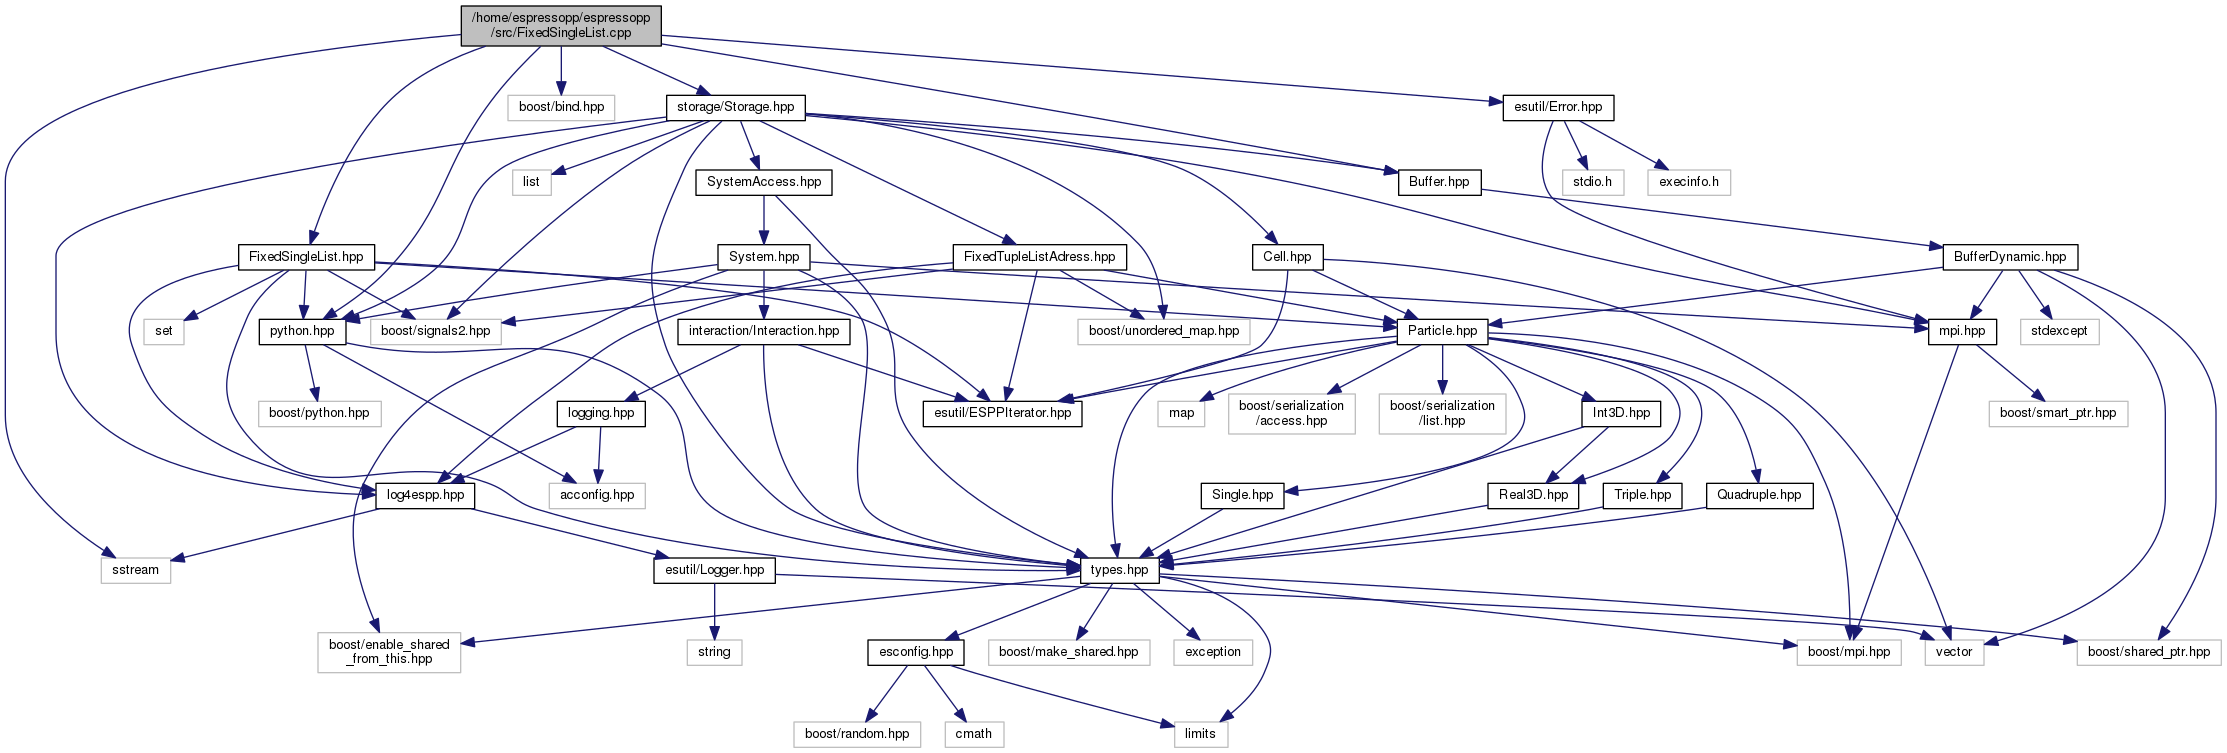 /home/espressopp/espressopp
/src/FixedSingleList.cpp
boost/bind.hpp
storage/Storage.hpp
esutil/Error.hpp
list
SystemAccess.hpp
Buffer.hpp
stdio.h
execinfo.h
FixedSingleList.hpp
System.hpp
FixedTupleListAdress.hpp
Cell.hpp
BufferDynamic.hpp
set
python.hpp
boost/signals2.hpp
interaction/Interaction.hpp
boost/unordered_map.hpp
Particle.hpp
mpi.hpp
stdexcept
boost/python.hpp
logging.hpp
esutil/ESPPIterator.hpp
map
boost/serialization
/access.hpp
boost/serialization
/list.hpp
Int3D.hpp
boost/smart_ptr.hpp
log4espp.hpp
acconfig.hpp
Single.hpp
Real3D.hpp
Triple.hpp
Quadruple.hpp
sstream
esutil/Logger.hpp
types.hpp
boost/enable_shared
_from_this.hpp
string
esconfig.hpp
boost/make_shared.hpp
exception
boost/mpi.hpp
vector
boost/shared_ptr.hpp
boost/random.hpp
cmath
limits